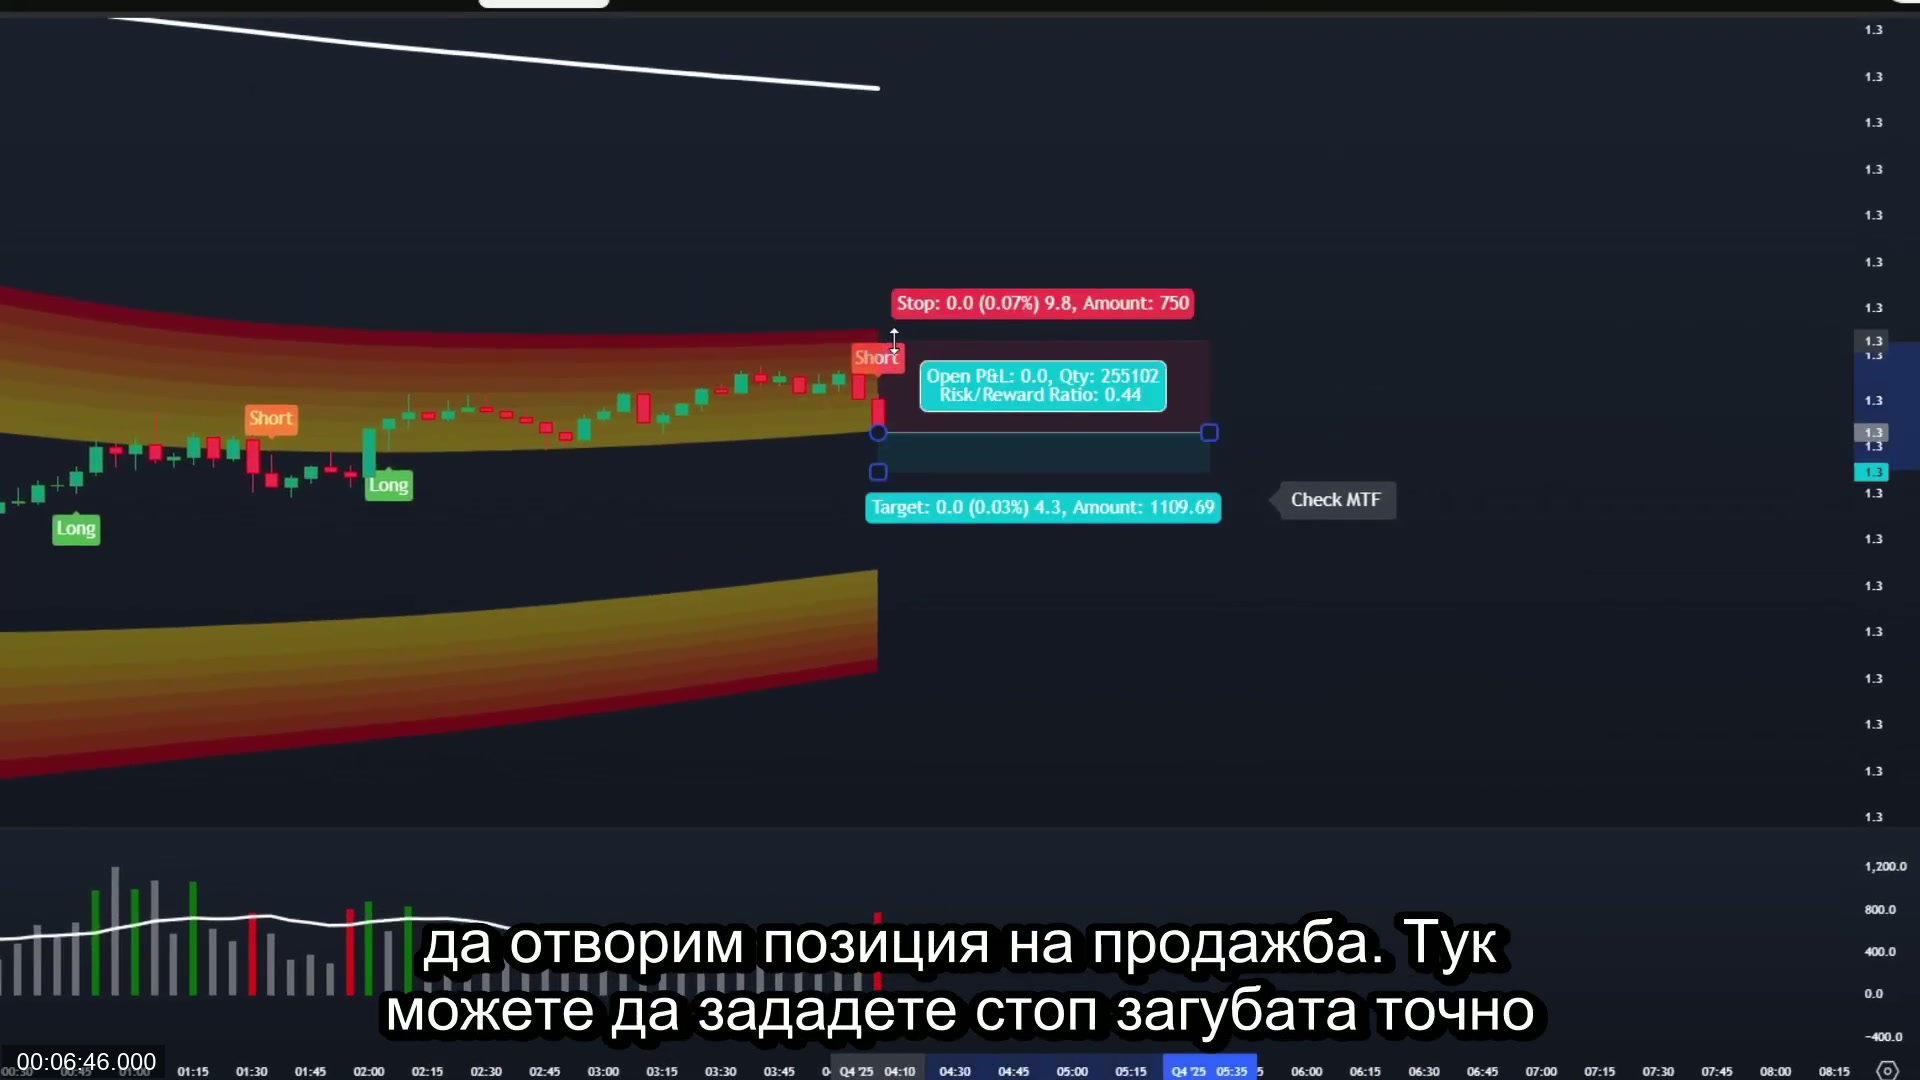 1.3
1.3
1.3
1.3
1.3
1.3
Stop: 0.0 (0.07%) 9.8, Amount: 750
1.3
1.3
1.3
Short
Open P&L: 0.0, Qty: 255102
Risk/Reward Ratio: 0.44
1.3
Short
1.3
1.3
1.3
Long
Check MTF
1.3
Target: 0.0 (0.03%) 4.3, Amount: 1109.69
Long
1.3
1.3
1.3
1.3
1.3
1.3
1.3
1,200.0
800.0
да отворим позиция на продажба. Тук
400.0
0.0
можете да зададете стоп загубата точно
-400.0
00:06:46.000
01:15 01:30 01:45 02:00 02:15 02:30 02:45 03:00 03:15 03:45 Q4 '25 04:10 04:30 04:45 05:00 05:15 Q4 '25 05:35 06:00 06:15 06:30 06:45 07:00 07:15 07:30 07:45 08:00 08:15